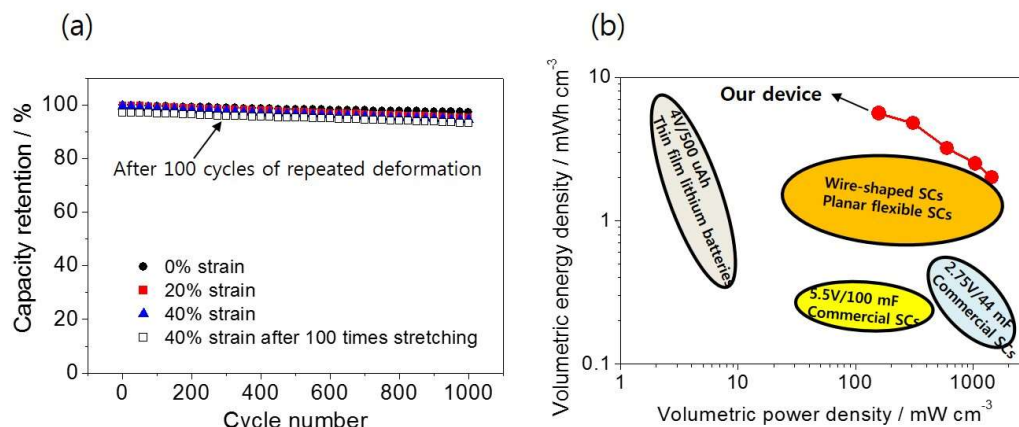 (a)
Capacity retention / %
100
80
60
40
20
0
After 100 cycles of repeated deformation
0% strain
20% strain
40% strain
40% strain after 100 times stretching
0
200
400
600
800
1000
Cycle number
(b)
Volumetric energy density / mWh cm⁻³
10
1
0.1
Our device
4V/500 uAh
Thin film lithium batteries
Wire-shaped SCs
Planar flexible SCs
5.5V/100 mF
Commercial SCs
2.75V/44 mF
Commercial SCs
1
10
100
1000
Volumetric power density / mW cm⁻³